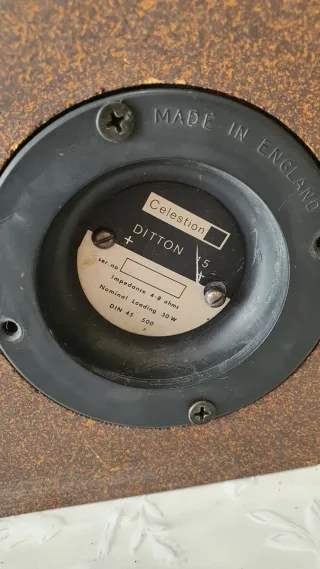 MADE IN ENGLAND
Celestion
DITTON 15
+ +
ser. no.
Impedance 4-8 ohms
Nominal Loading 30 W
DIN 45 500